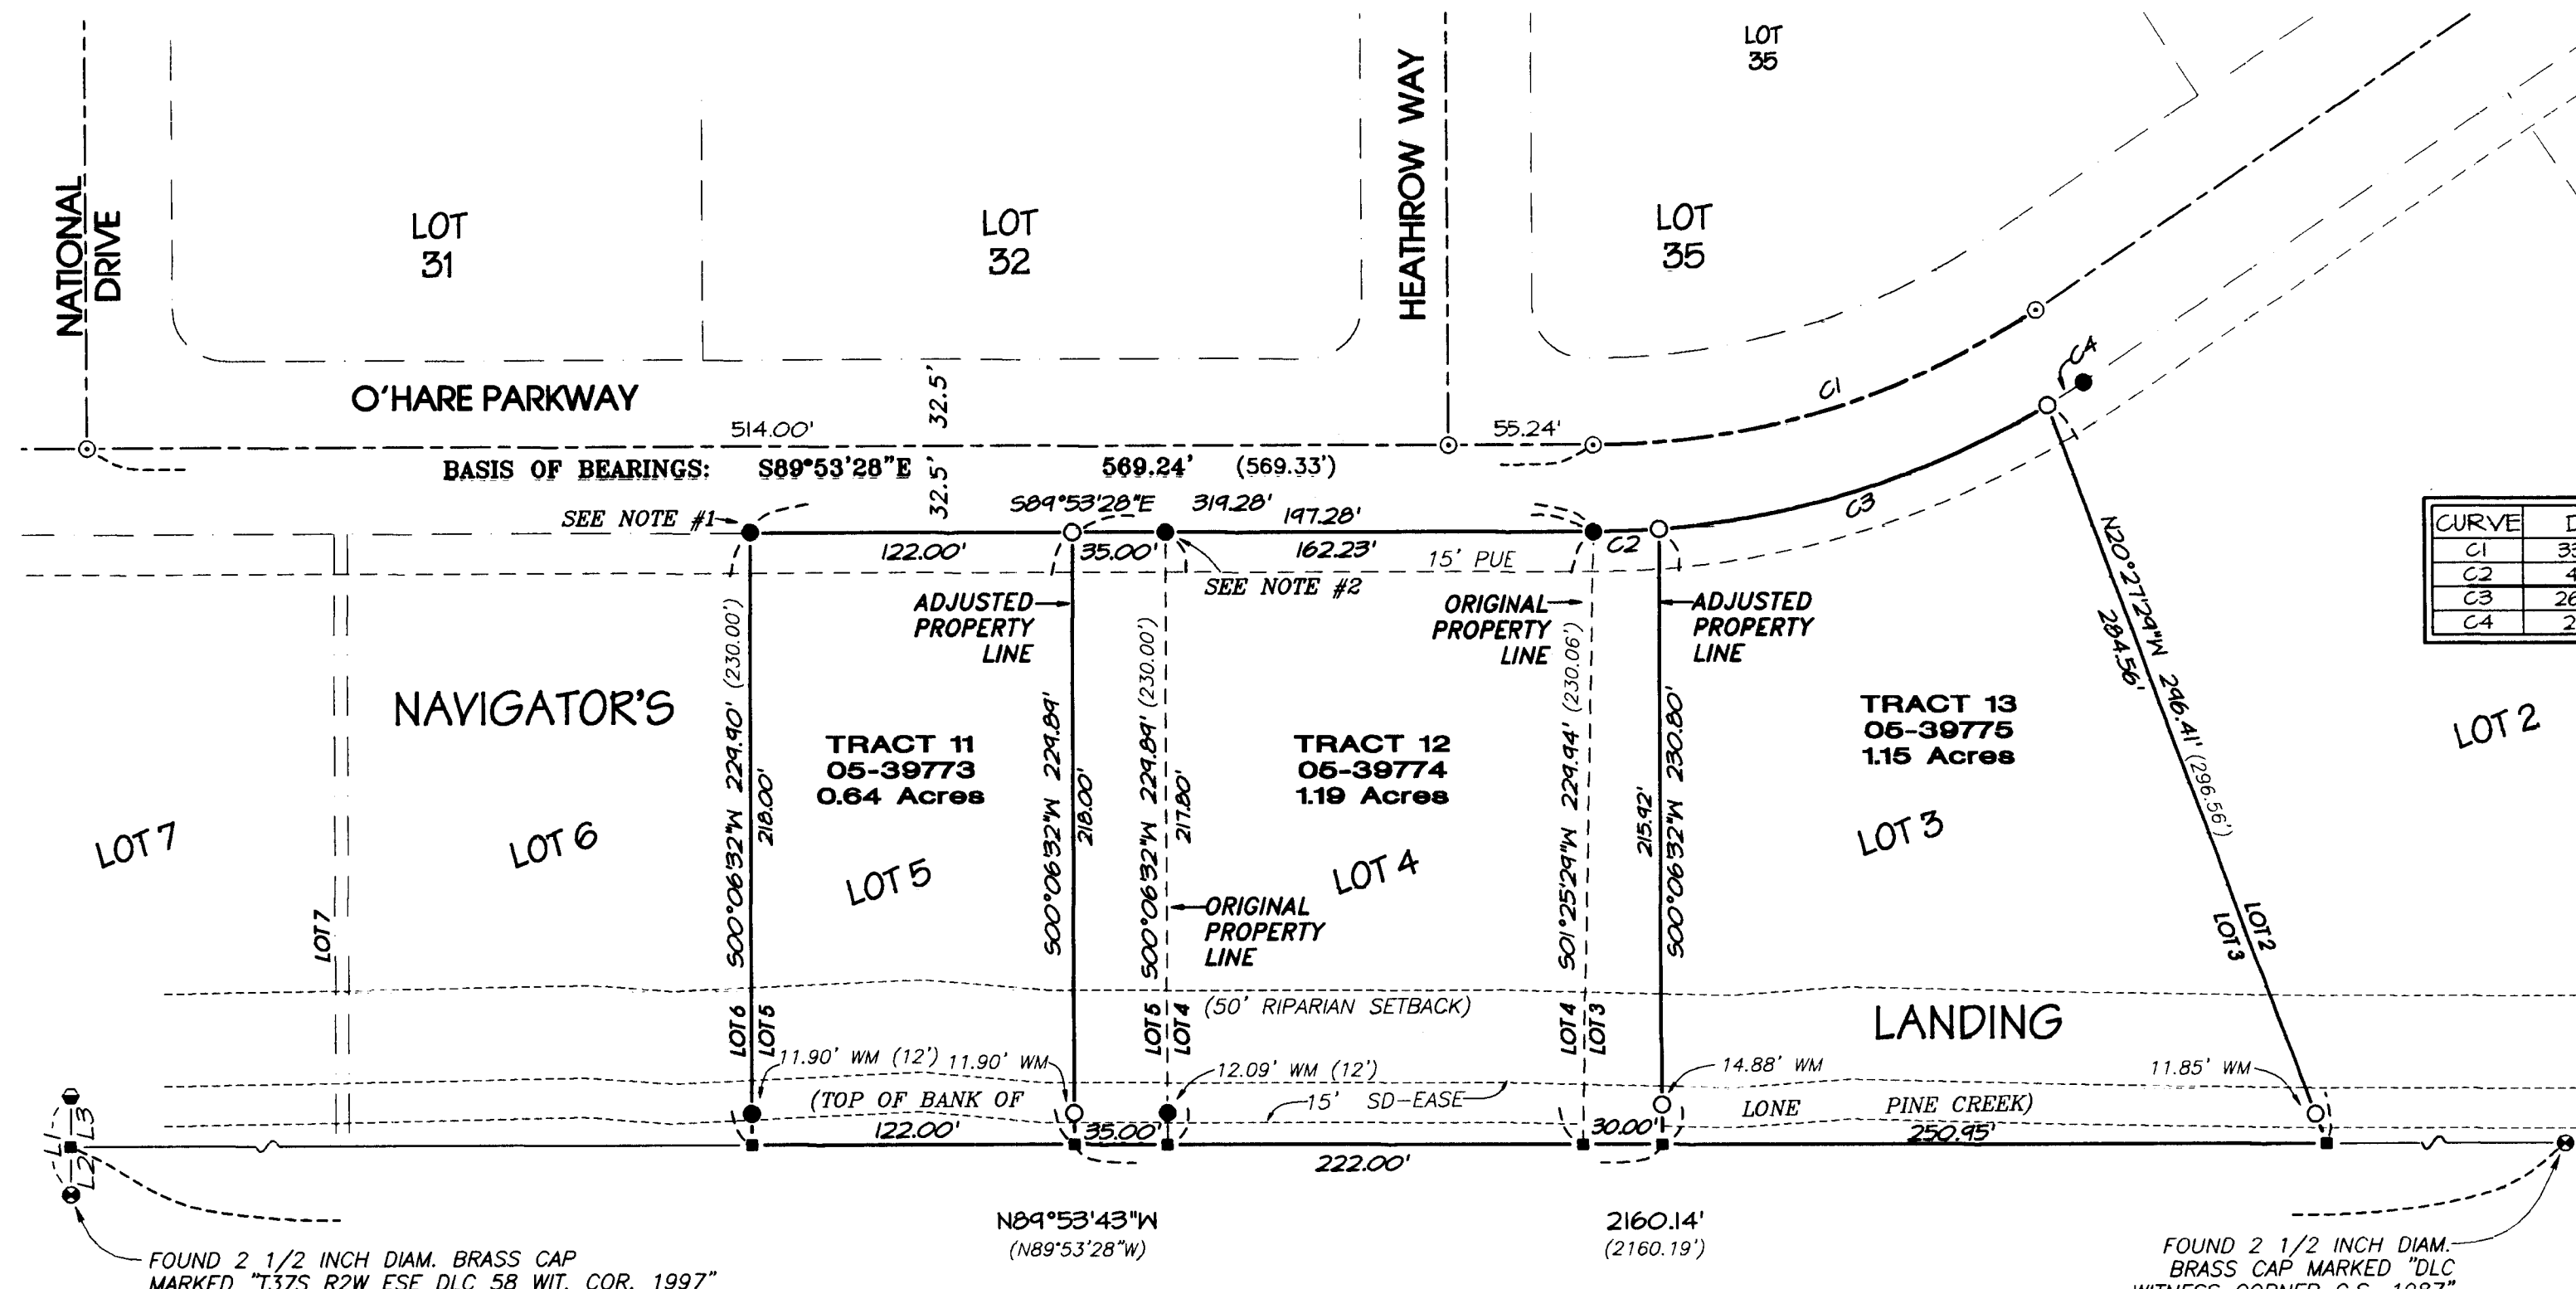 LOT
35
NATIONAL
DRIVE
LOT
31
LOT
32
HEATHROW WAY
LOT
35
O'HARE PARKWAY
32.5'
514.00'
55.24'
C1
C4
BASIS OF BEARINGS: S89°53'28"E 569.24' (569.33')
32.5'
SEE NOTE #1
S89°53'28"E 319.28'
197.28'
122.00'
35.00'
162.23'
C2
C3
15' PUE
SEE NOTE #2
CURVE
C1
C2
C3
C4
ADJUSTED
PROPERTY
LINE
ORIGINAL
PROPERTY
LINE
ADJUSTED
PROPERTY
LINE
S00°06'32"W 229.90' (230.00')
218.00'
S00°06'32"W 229.89'
218.00'
S00°06'32"W 229.89' (230.00')
217.80'
S01°25'29"W 229.94' (230.06')
215.92'
S00°06'32"W 230.80'
N20°27'29"W 296.41' (296.56')
284.56'
NAVIGATOR'S
TRACT 11
05-39773
0.64 Acres
TRACT 12
05-39774
1.19 Acres
TRACT 13
05-39775
1.15 Acres
LOT 7
LOT 6
LOT 5
LOT 4
LOT 3
LOT 2
ORIGINAL
PROPERTY
LINE
LOT 7
LOT 2
LOT 3
LOT 6
LOT 5
LOT 5
LOT 4
LOT 4
LOT 3
(50' RIPARIAN SETBACK)
LANDING
11.90' WM (12')
11.90' WM
12.09' WM (12')
14.88' WM
11.85' WM
(TOP OF BANK OF
15' SD-EASE
LONE PINE CREEK)
L1
L3
L2
122.00'
35.00'
30.00'
250.95'
222.00'
N89°53'43"W 2160.14'
(N89°53'28"W) (2160.19')
FOUND 2 1/2 INCH DIAM. BRASS CAP
MARKED "T37S R2W ESE DLC 58 WIT. COR. 1997"
FOUND 2 1/2 INCH DIAM.
BRASS CAP MARKED "DLC
WITNESS CORNER C.S. 1987"